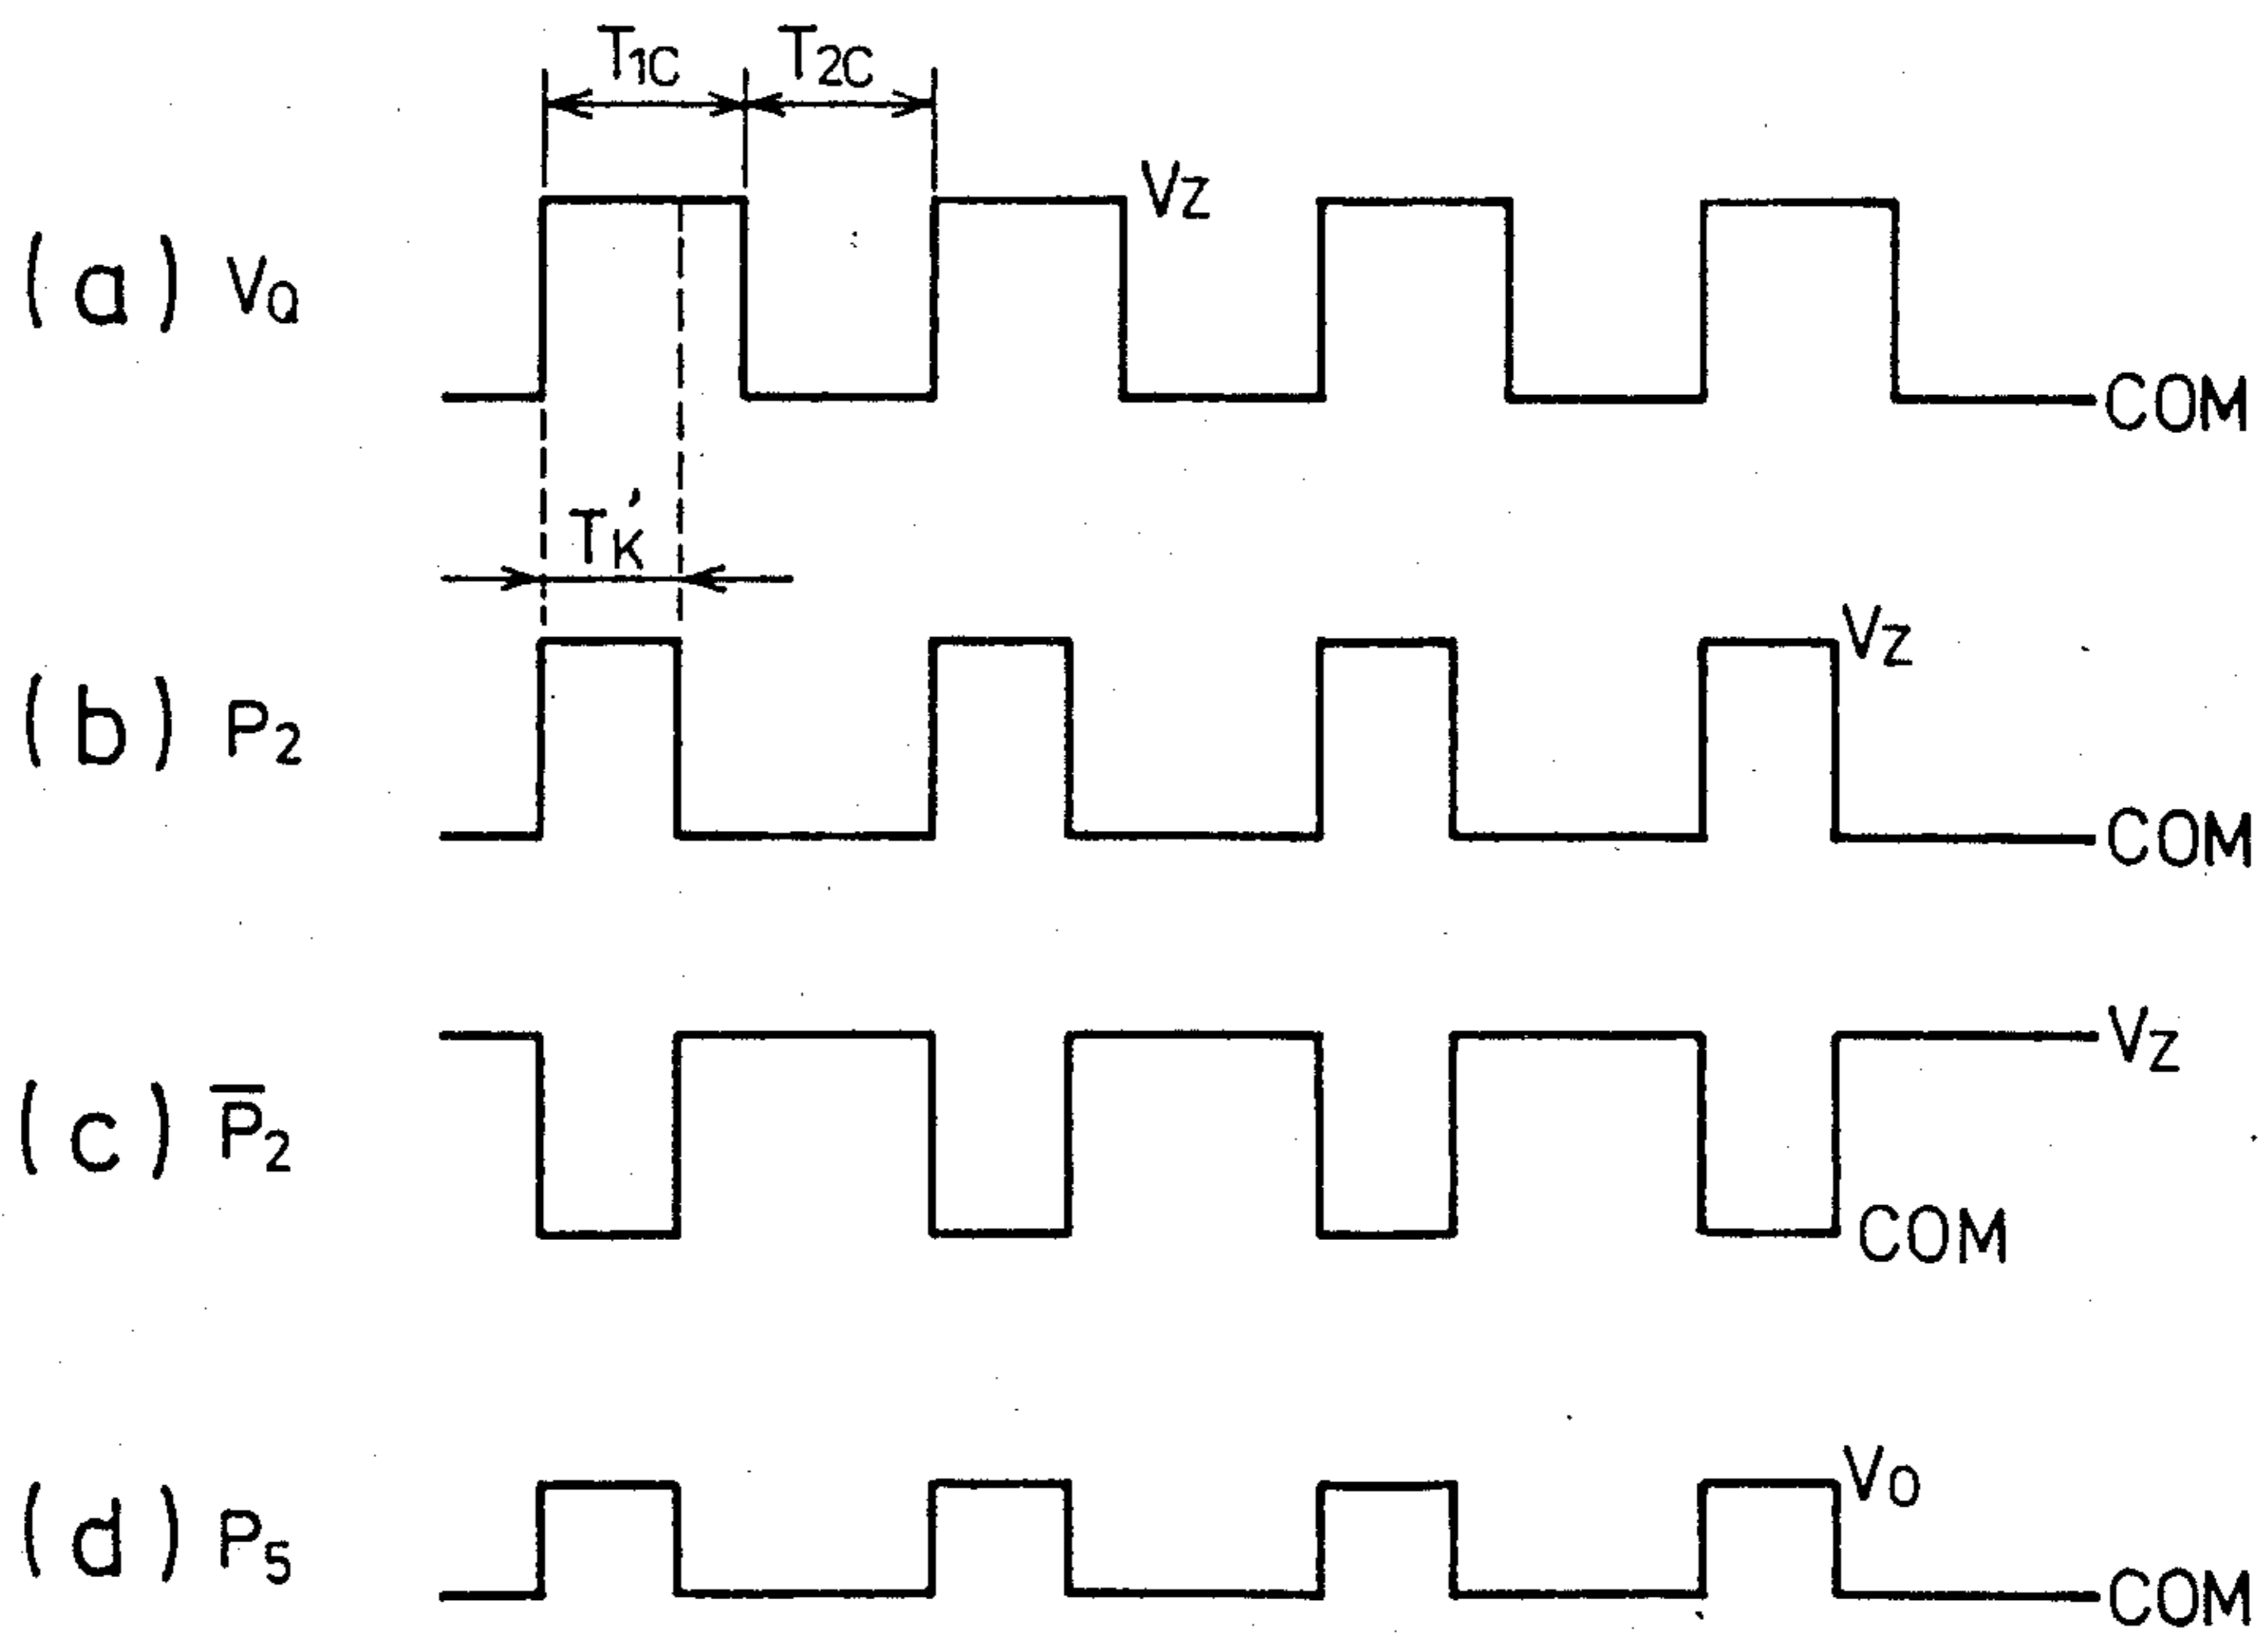 T1C T2C
VZ
(a) VQ
COM
TK'
VZ
(b) P2
COM
VZ
(c) P̅2
COM
VO
(d) P5
COM